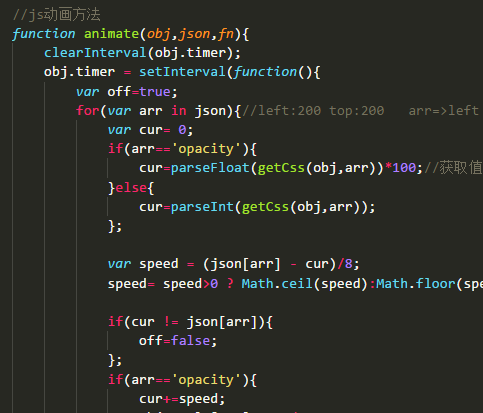 //js动画方法
function animate(obj,json,fn){
clearInterval(obj.timer);
obj.timer = setInterval(function(){
var off=true;
for(var arr in json){//left:200 top:200 arr=>left
var cur= 0;
if(arr=='opacity'){
cur=parseFloat(getCss(obj,arr))*100;//获取值
}else{
cur=parseInt(getCss(obj,arr));
};
var speed = (json[arr] - cur)/8;
speed= speed>0 ? Math.ceil(speed):Math.floor(spe
if(cur != json[arr]){
off=false;
};
if(arr=='opacity'){
cur+=speed;